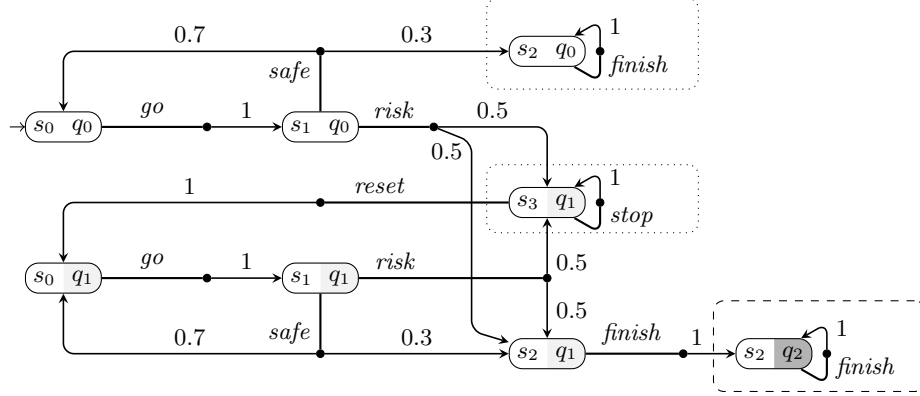 1
0.7 0.3 s₂ q₀
safe finish
go 1 risk 0.5
s₀ q₀ s₁ q₀
0.5
1 reset 1
s₃ q₁
stop
go 1 risk 0.5
s₀ q₁ s₁ q₁
0.5
0.7 safe 0.3 finish 1 1
s₂ q₁ s₂ q₂
finish